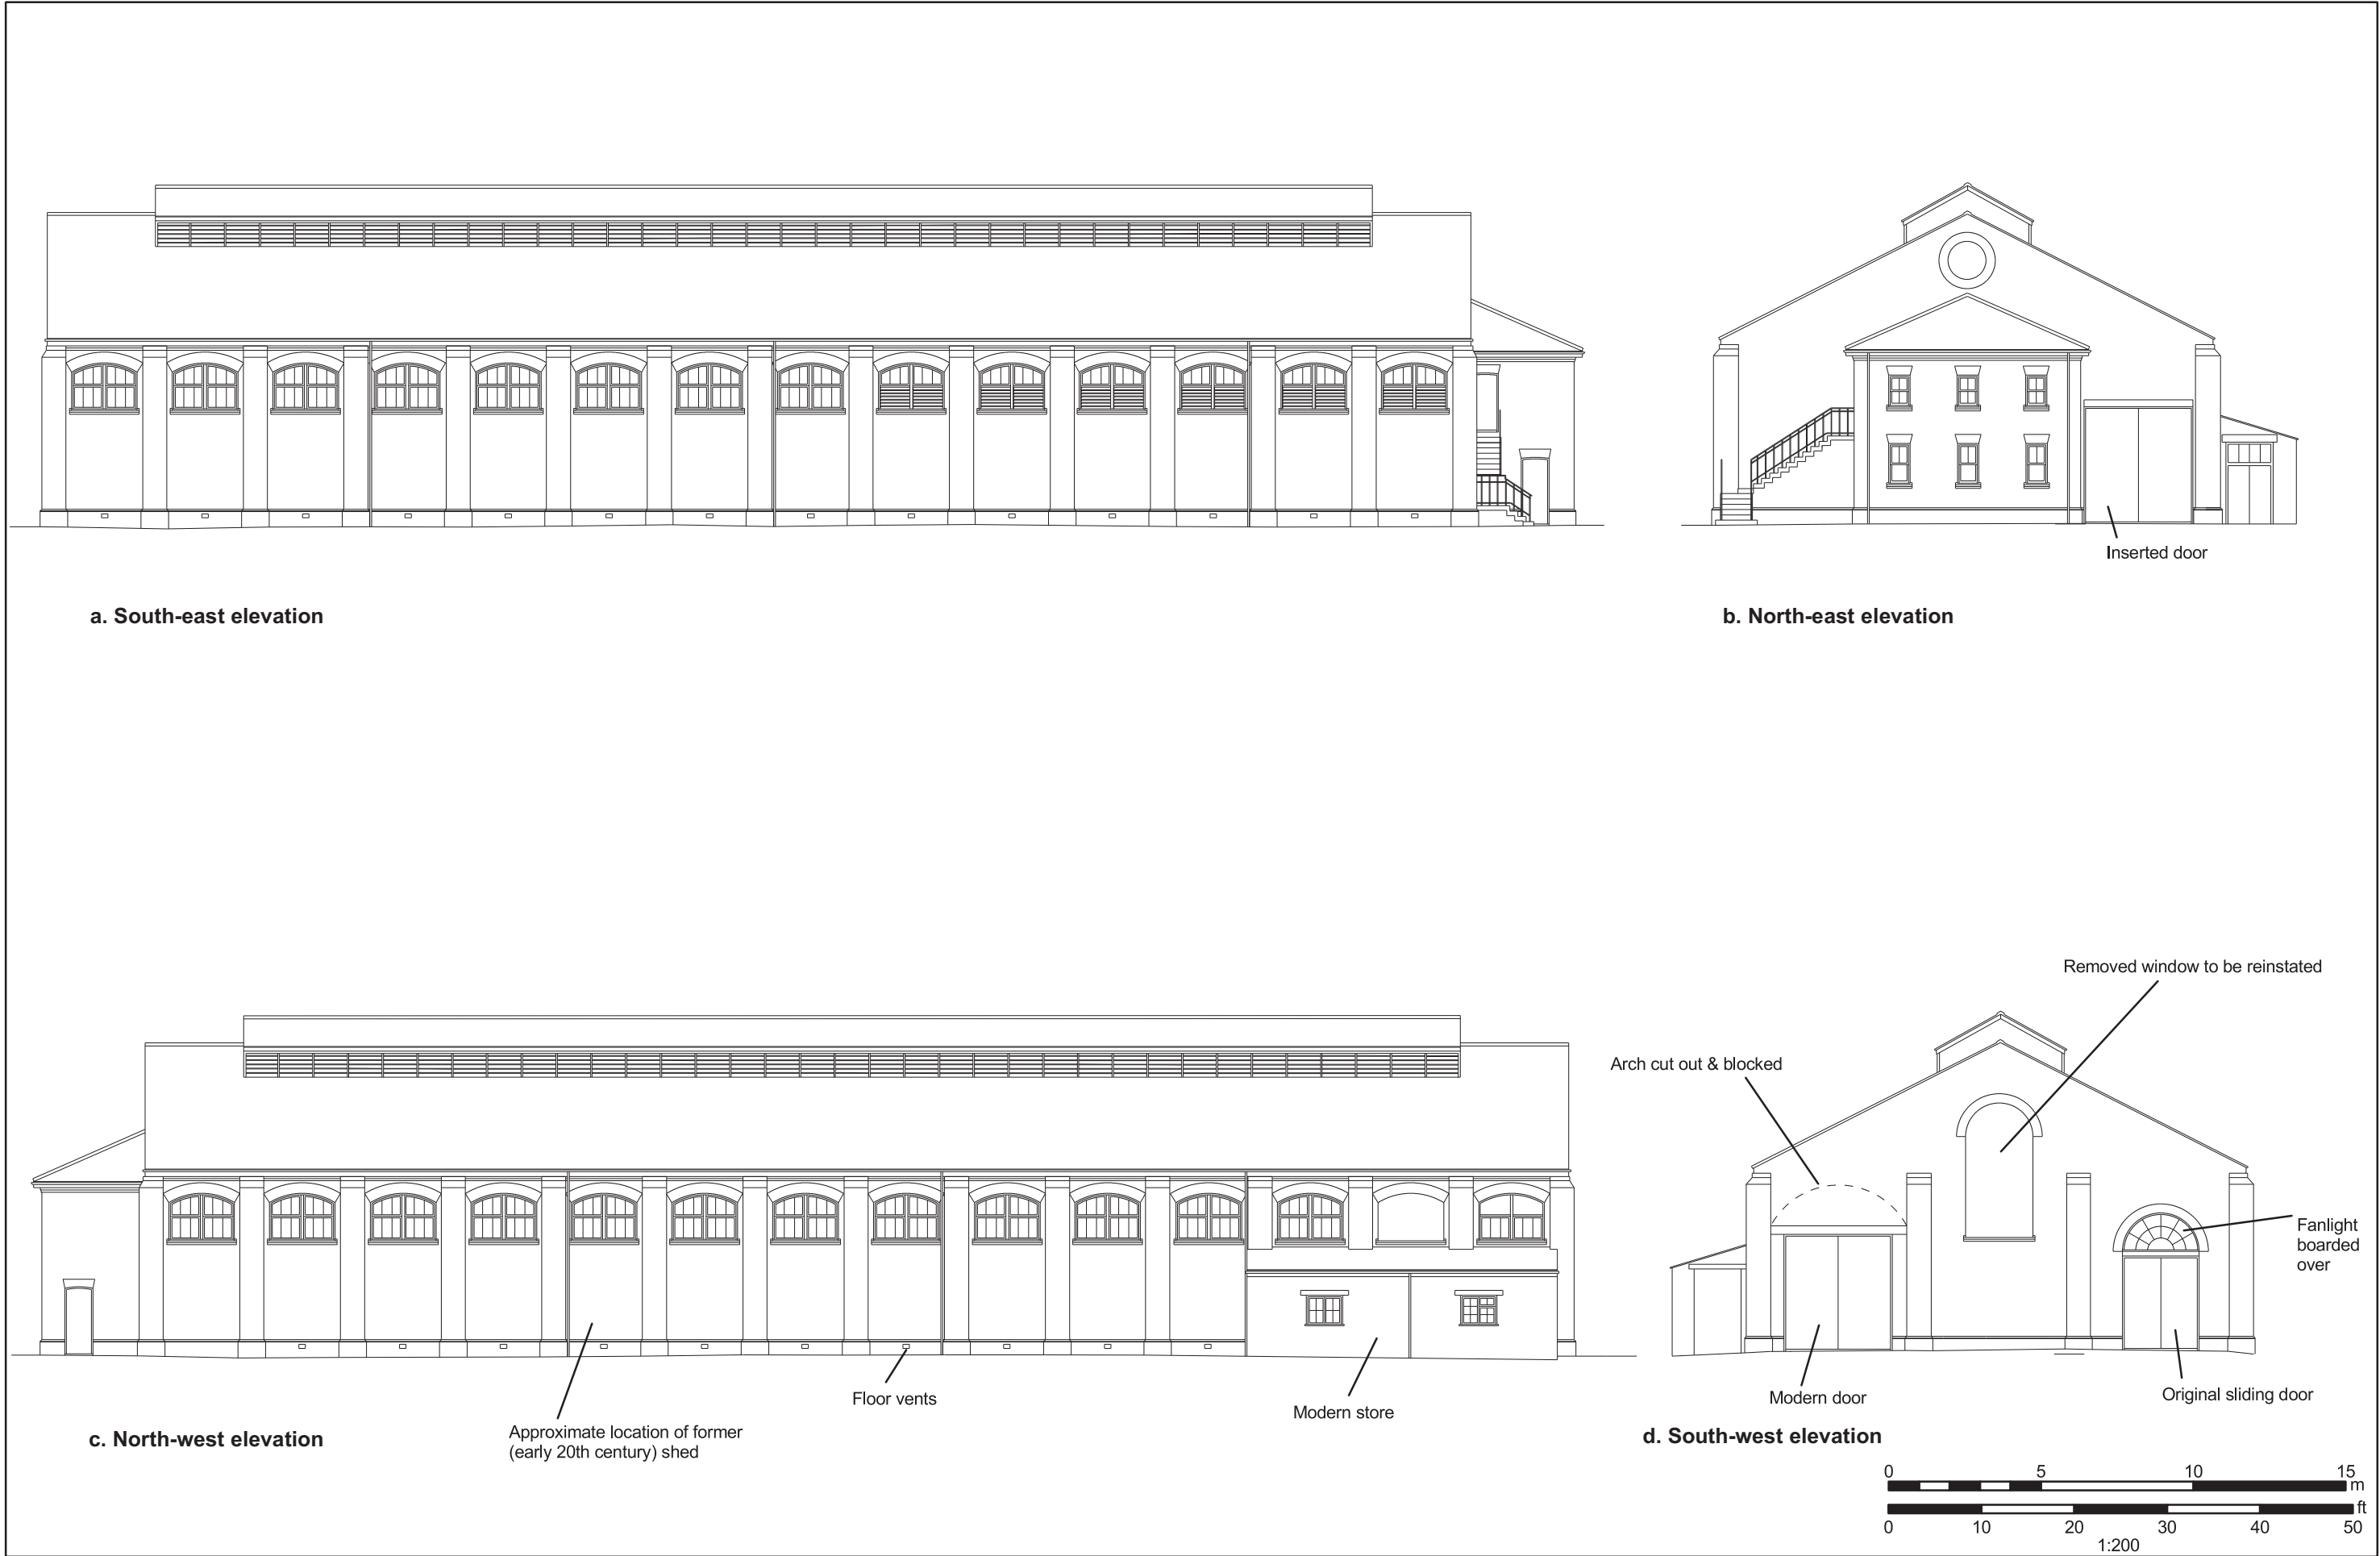 Inserted door
a. South-east elevation
b. North-east elevation
Removed window to be reinstated
Arch cut out & blocked
Fanlight
boarded
over
Floor vents
Modern store
Modern door
Original sliding door
Approximate location of former
(early 20th century) shed
c. North-west elevation
d. South-west elevation
0 5 10 15
m
ft
0 10 20 30 40 50
1:200